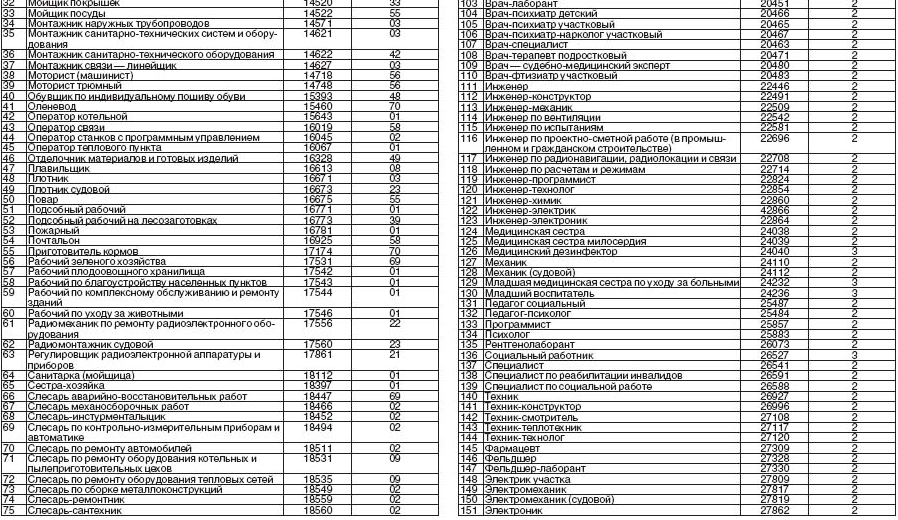 32 Мойщик покрышек 14520 33
33 Мойщик посуды 14522 55
34 Монтажник наружных трубопроводов 14571 03
35 Монтажник санитарно-технических систем и обору- 14621 03
дования
36 Монтажник санитарно-технического оборудования 14622 42
37 Монтажник связи — линейщик 14627 03
38 Моторист (машинист) 14718 56
39 Моторист трюмный 14748 56
40 Обувщик по индивидуальному пошиву обуви 15393 48
41 Оленевод 15460 70
42 Оператор котельной 15643 01
43 Оператор связи 16019 58
44 Оператор станков с программным управлением 16045 02
45 Оператор теплового пункта 16067 01
46 Отделочник материалов и готовых изделий 16328 49
47 Плавильщик 16613 08
48 Плотник 16671 03
49 Плотник судовой 16673 23
50 Повар 16675 55
51 Подсобный рабочий 16771 01
52 Подсобный рабочий на лесозаготовках 16773 39
53 Пожарный 16781 01
54 Почтальон 16925 58
55 Приготовитель кормов 17174 70
56 Рабочий зеленого хозяйства 17531 69
57 Рабочий плодоовощного хранилища 17542 01
58 Рабочий по благоустройству населенных пунктов 17543 01
59 Рабочий по комплексному обслуживанию и ремонту 17544 01
зданий
60 Рабочий по уходу за животными 17546 01
61 Радиомеханик по ремонту радиоэлектронного обо- 17556 22
рудования
62 Радиомонтажник судовой 17560 23
63 Регулировщик радиоэлектронной аппаратуры и 17861 21
приборов
64 Санитарка (мойщица) 18112 01
65 Сестра-хозяйка 18397 01
66 Слесарь аварийно-восстановительных работ 18447 69
67 Слесарь механосборочных работ 18466 02
68 Слесарь-инстурментальщик 18452 02
69 Слесарь по контрольно-измерительным приборам и 18494 02
автоматике
70 Слесарь по ремонту автомобилей 18511 02
71 Слесарь по ремонту оборудования котельных и 18531 09
пылеприготовительных цехов
72 Слесарь по ремонту оборудования тепловых сетей 18535 09
73 Слесарь по сборке металлоконструкций 18549 02
74 Слесарь-ремонтник 18559 02
75 Слесарь-сантехник 18560 02
103 Врач-лаборант 20451 2
104 Врач-психиатр детский 20466 2
105 Врач-психиатр участковый 20465 2
106 Врач-психиатр-нарколог участковый 20467 2
107 Врач-специалист 20463 2
108 Врач-терапевт подростковый 20471 2
109 Врач — судебно-медицинский эксперт 20480 2
110 Врач-фтизиатр участковый 20483 2
111 Инженер 22446 2
112 Инженер-конструктор 22491 2
113 Инженер-механик 22509 2
114 Инженер по вентиляции 22542 2
115 Инженер по испытаниям 22581 2
116 Инженер по проектно-сметной работе (в промыш- 22696 2
ленном и гражданском строительстве)
117 Инженер по радионавигации, радиолокации и связи 22708 2
118 Инженер по расчетам и режимам 22714 2
119 Инженер-программист 22824 2
120 Инженер-технолог 22854 2
121 Инженер-химик 22860 2
122 Инженер-электрик 42866 2
123 Инженер-электроник 22864 2
124 Медицинская сестра 24038 2
125 Медицинская сестра милосердия 24039 2
126 Медицинский дезинфектор 24040 3
127 Механик 24110 2
128 Механик (судовой) 24112 2
129 Младшая медицинская сестра по уходу за больными 24232 3
130 Младший воспитатель 24236 3
131 Педагог социальный 25487 2
132 Педагог-психолог 25484 2
133 Программист 25857 2
134 Психолог 25883 2
135 Рентгенолаборант 26073 2
136 Социальный работник 26527 3
137 Специалист 26541 2
138 Специалист по реабилитации инвалидов 26591 2
139 Специалист по социальной работе 26588 2
140 Техник 26927 2
141 Техник-конструктор 26996 2
142 Техник-смотритель 27108 2
143 Техник-теплотехник 27117 2
144 Техник-технолог 27120 2
145 Фармацевт 27309 2
146 Фельдшер 27328 2
147 Фельдшер-лаборант 27330 2
148 Электрик участка 27809 2
149 Электромеханик 27817 2
150 Электромеханик (судовой) 27819 2
151 Электроник 27862 2